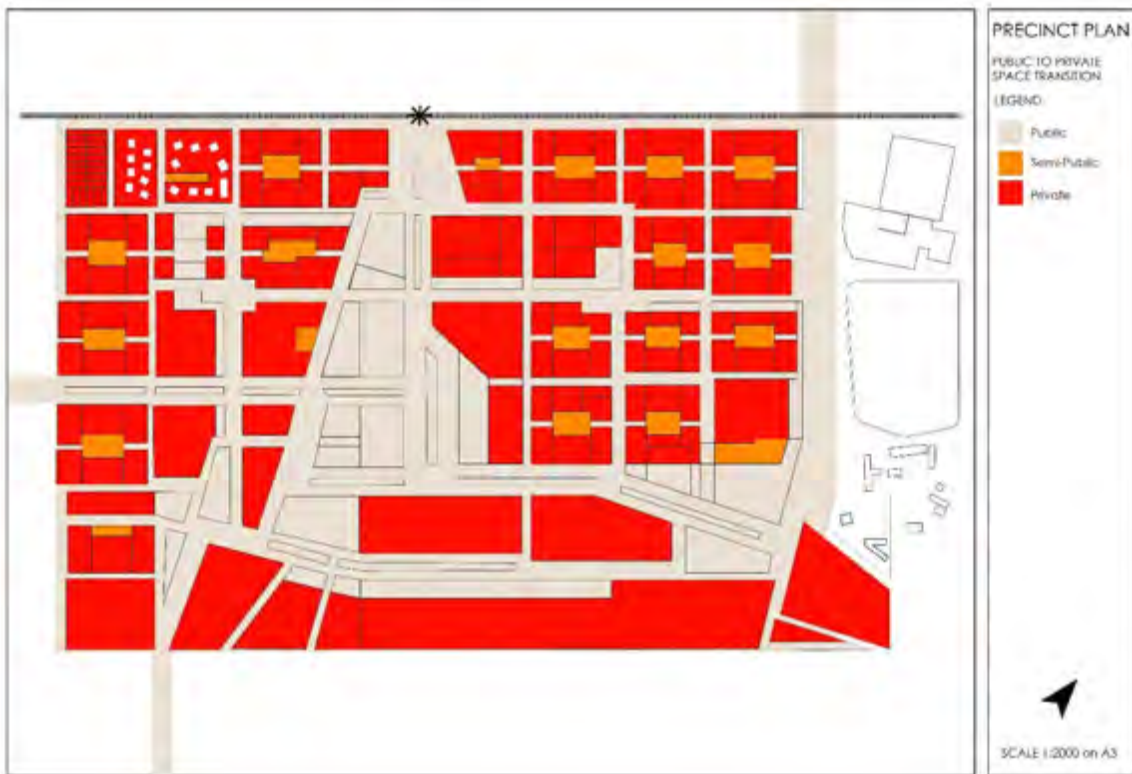 PRECINCT PLAN
PUBLIC TO PRIVATE
SPACE TRANSITION
LEGEND:
Public
Semi-Public
Private
SCALE 1:2000 on A3